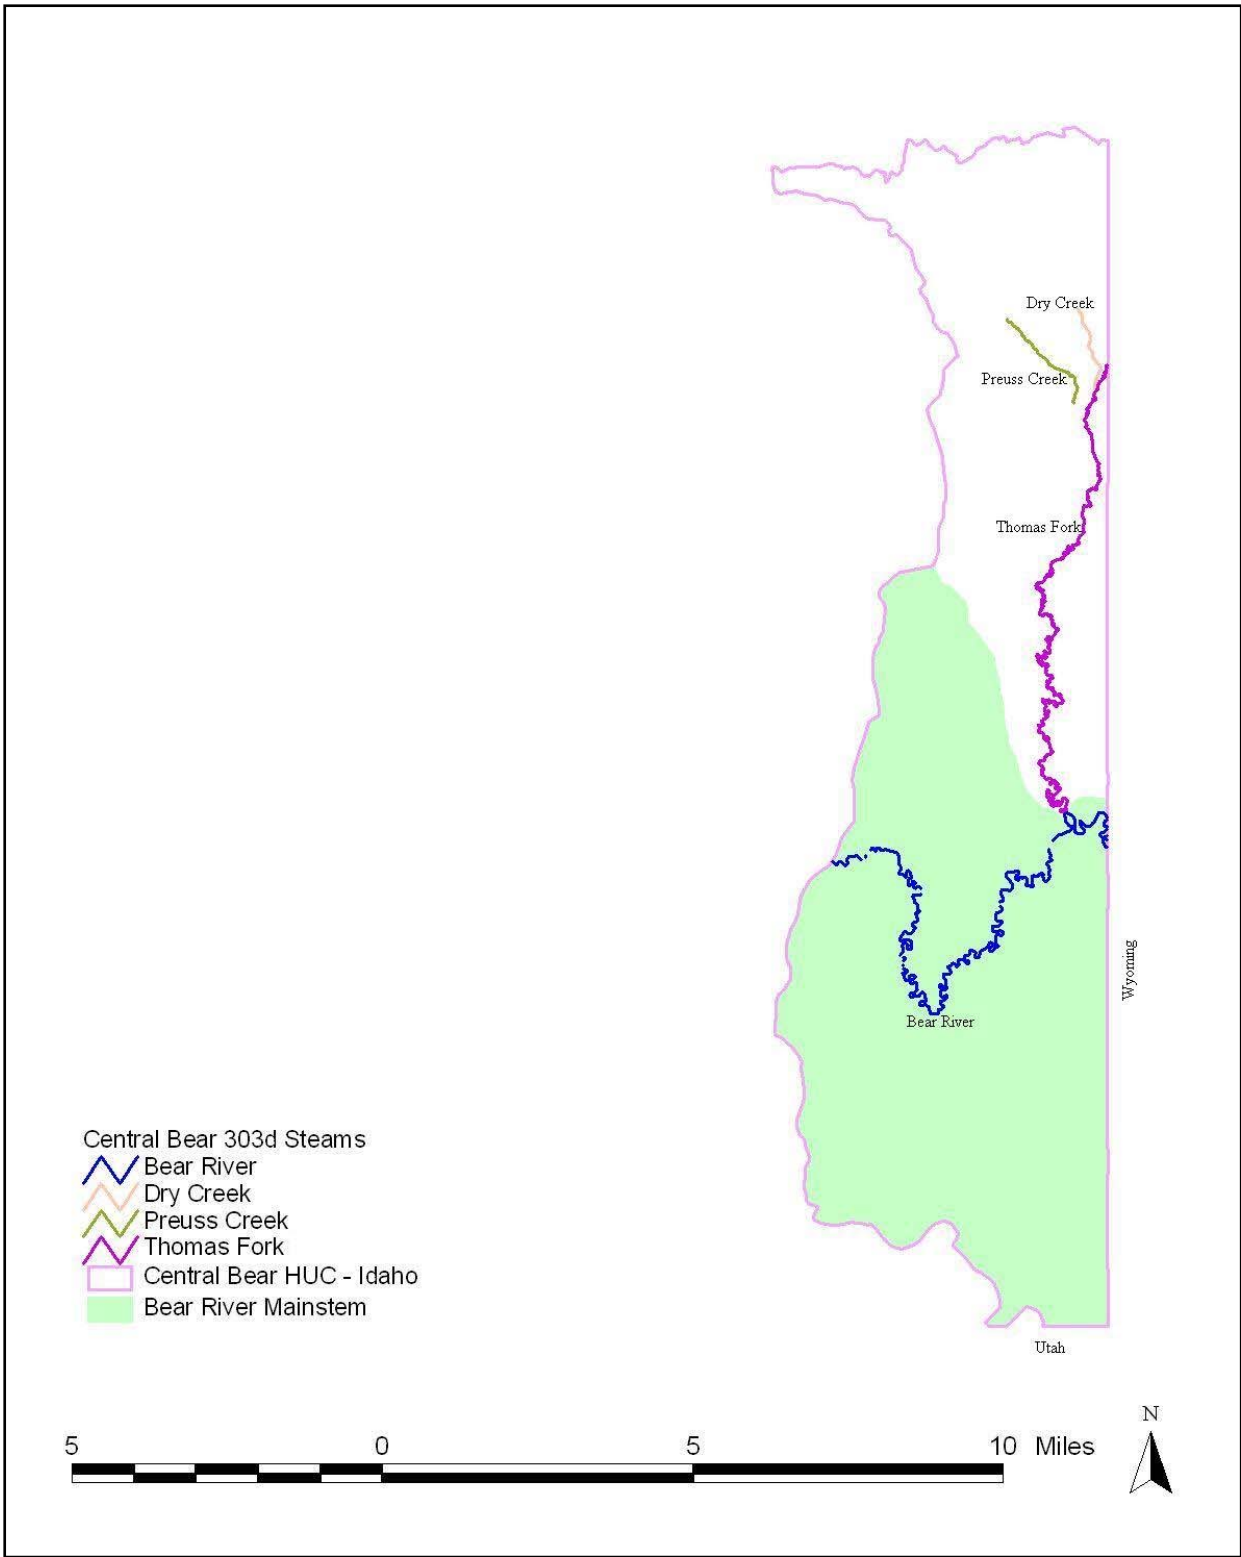 Dry Creek
Preuss Creek
Thomas Fork
Wyoming
Bear River
Central Bear 303d Steams
Bear River
Dry Creek
Preuss Creek
Thomas Fork
Central Bear HUC - Idaho
Bear River Mainstem
Utah
N
5 0 5 10 Miles